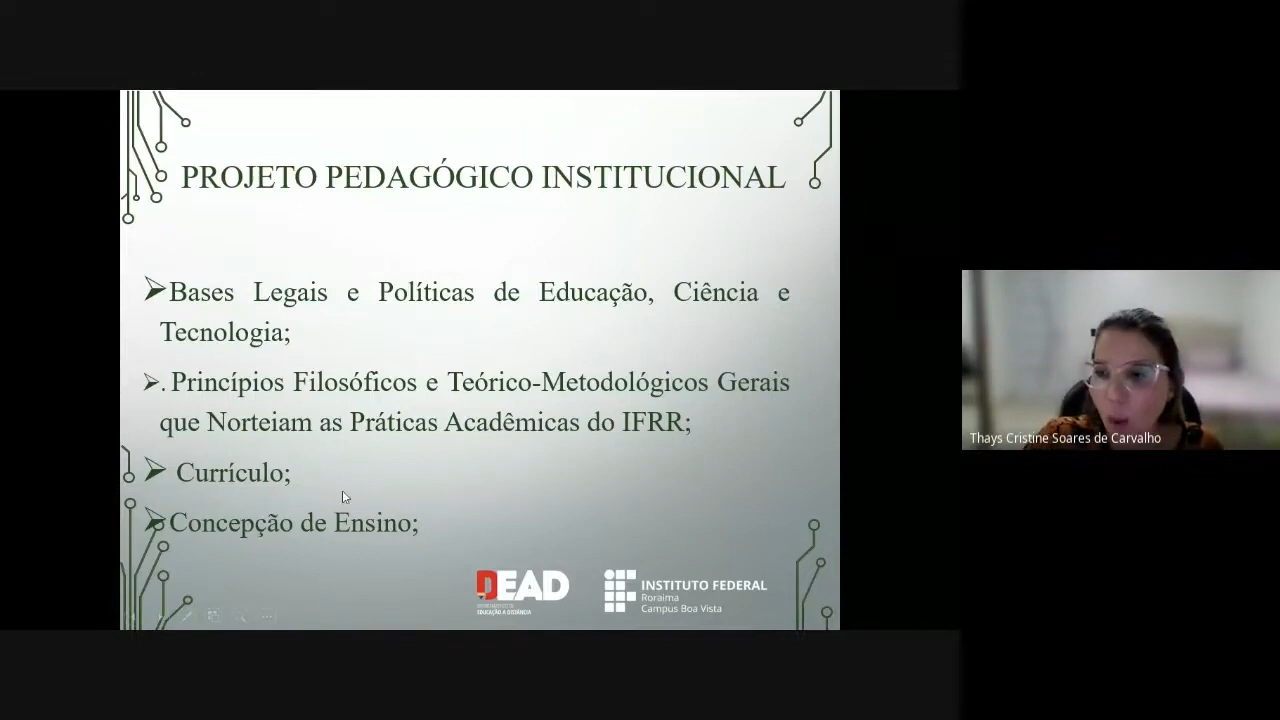 PROJETO PEDAGÓGICO INSTITUCIONAL
Bases Legais e Políticas de Educação, Ciência e
Tecnologia;
. Princípios Filosóficos e Teórico-Metodológicos Gerais
que Norteiam as Práticas Acadêmicas do IFRR;
Currículo;
Concepção de Ensino;
DEAD
EDUCAÇÃO A DISTÂNCIA
INSTITUTO FEDERAL
Roraima
Campus Boa Vista
Thays Cristine Soares de Carvalho